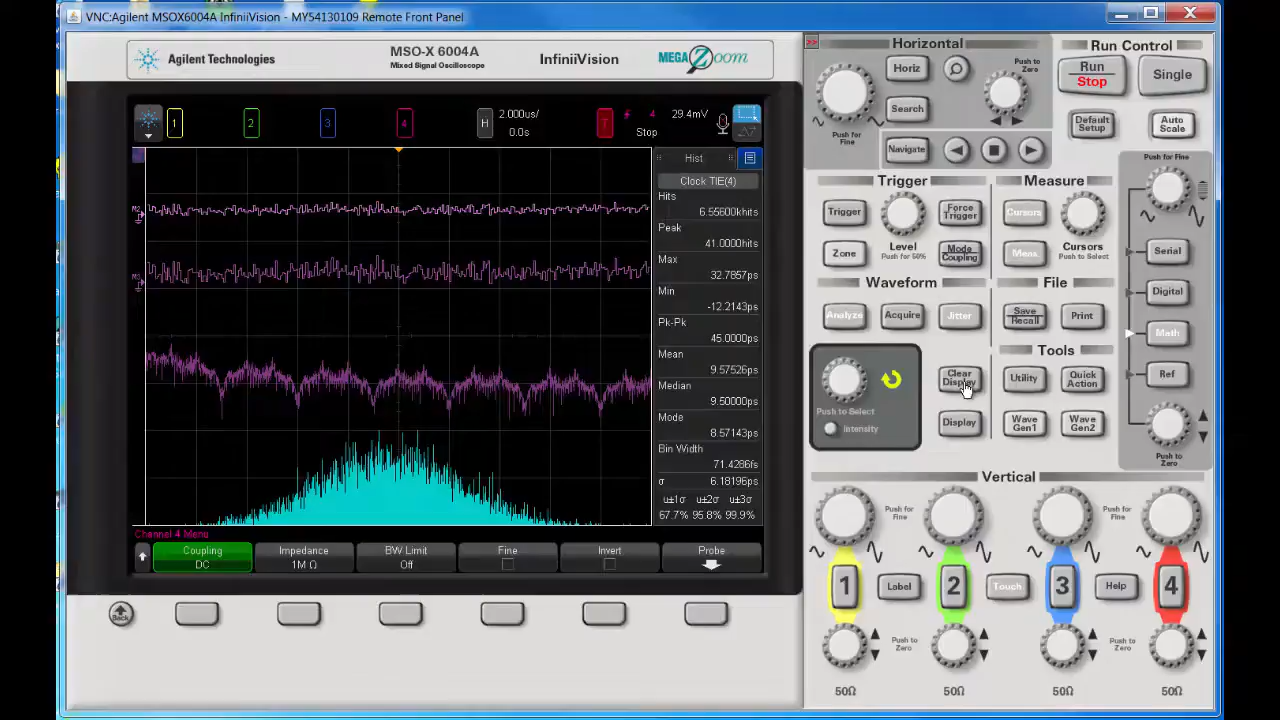 VNC:Agilent MSOX6004A InfiniiVision - MY54130109 Remote Front Panel
Agilent Technologies
MSO-X 6004A
Mixed Signal Oscilloscope
InfiniiVision
MEGA Zoom
1
2
3
4
H
2.000us/
0.0s
T
4
Stop
29.4mV
Hist
Clock TIE(4)
Hits
6.55600khits
Peak
41.0000hits
Max
32.7857ps
Min
-12.2143ps
Pk-Pk
45.0000ps
Mean
9.57526ps
Median
9.50000ps
Mode
8.57143ps
Bin Width
71.4286fs
σ
6.18196ps
u±1σ u±2σ u±3σ
67.7% 95.8% 99.9%
Channel 4 Menu
Coupling
DC
Impedance
1M Ω
BW Limit
Off
Fine
Invert
Probe
Back
>>
Horizontal
Horiz
Search
Navigate
Push for
Fine
Push to
Zero
Run Control
Run
Stop
Single
Default
Setup
Auto
Scale
Trigger
Trigger
Zone
Level
Push for 50%
Force
Trigger
Mode
Coupling
Measure
Cursors
Meas
Cursors
Push to Select
Waveform
Analyze
Acquire
Jitter
File
Save
Recall
Print
Push to Select
Intensity
Clear
Display
Display
Tools
Utility
Quick
Action
Wave
Gen1
Wave
Gen2
Push for Fine
Serial
Digital
Math
Ref
Push to
Zero
Vertical
Push for
Fine
Push for
Fine
1
Label
2
Touch
3
Help
4
Push to
Zero
Push to
Zero
50Ω
50Ω
50Ω
50Ω